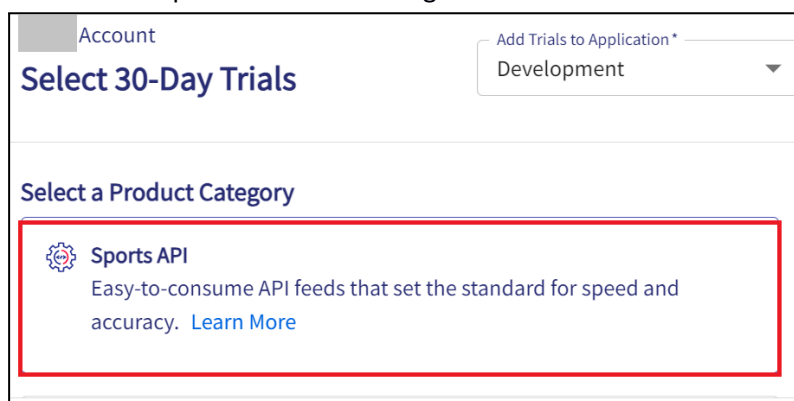 Account
Add Trials to Application *
Select 30-Day Trials
Development
Select a Product Category
Sports API
Easy-to-consume API feeds that set the standard for speed and
accuracy. Learn More